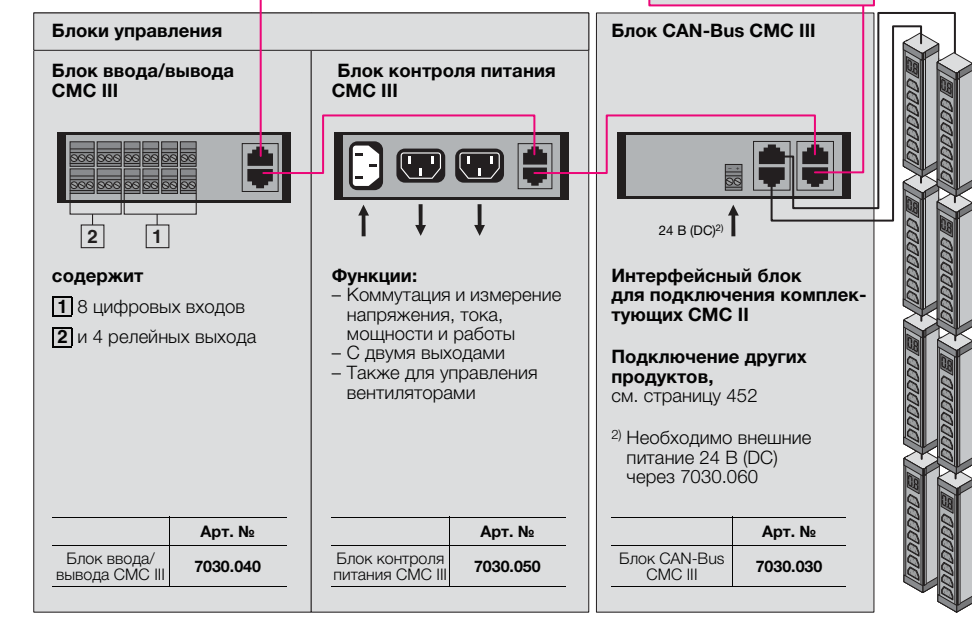 Блоки управления
Блок ввода/вывода
CMC III
2
1
содержит
1 8 цифровых входов
2 и 4 релейных выхода
Арт. №
Блок ввода/
вывода CMC III
7030.040
Блок контроля питания
CMC III
Функции:
– Коммутация и измерение
напряжения, тока,
мощности и работы
– С двумя выходами
– Также для управления
вентиляторами
Арт. №
Блок контроля
питания CMC III
7030.050
Блок CAN-Bus CMC III
24 В (DC)2)
Интерфейсный блок
для подключения комплек-
тующих CMC II
Подключение других
продуктов,
см. страницу 452
2) Необходимо внешние
питание 24 В (DC)
через 7030.060
Арт. №
Блок CAN-Bus
CMC III
7030.030